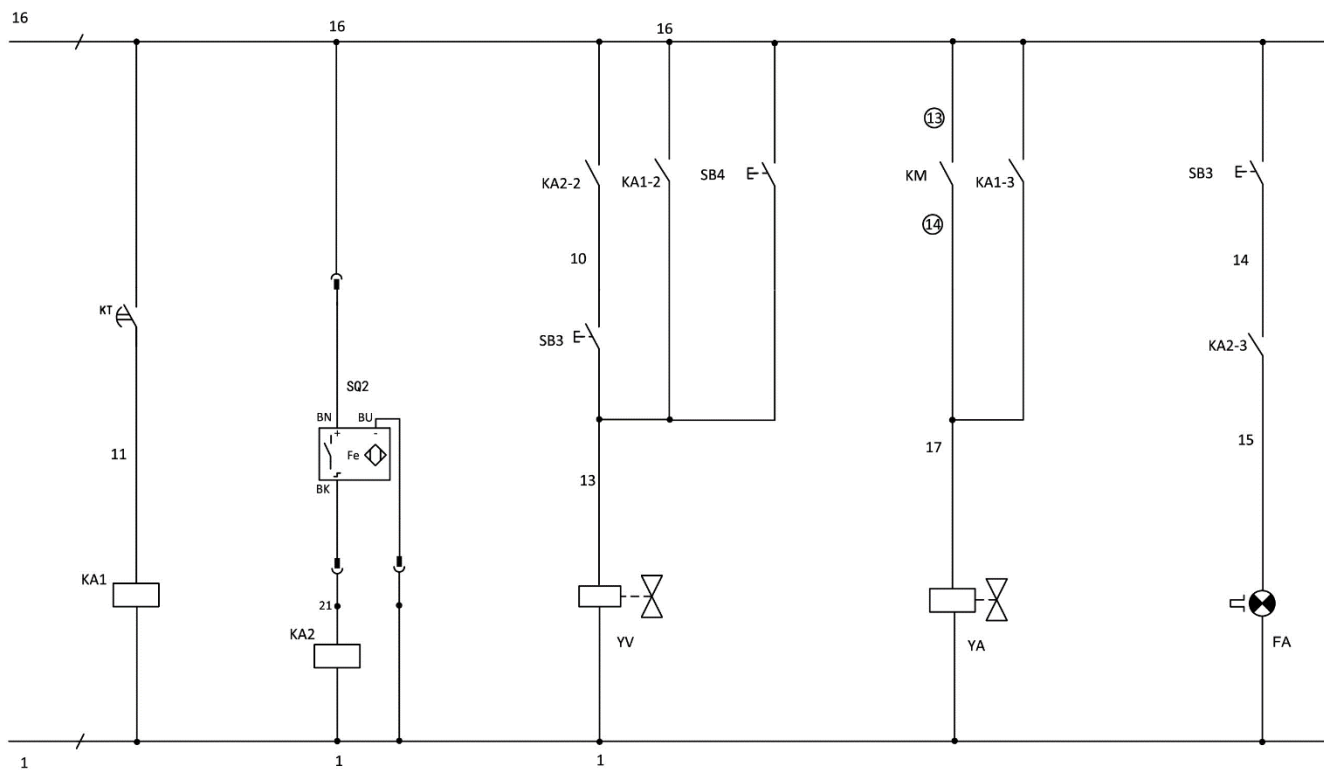 16
16
16
13
KA2-2
KA1-2
SB4
KM
KA1-3
SB3
14
10
14
KT
SB3
KA2-3
SQ2
BN
BU
+
-
Fe
11
13
17
15
BK
KA1
21
KA2
YV
YA
FA
1
1
1